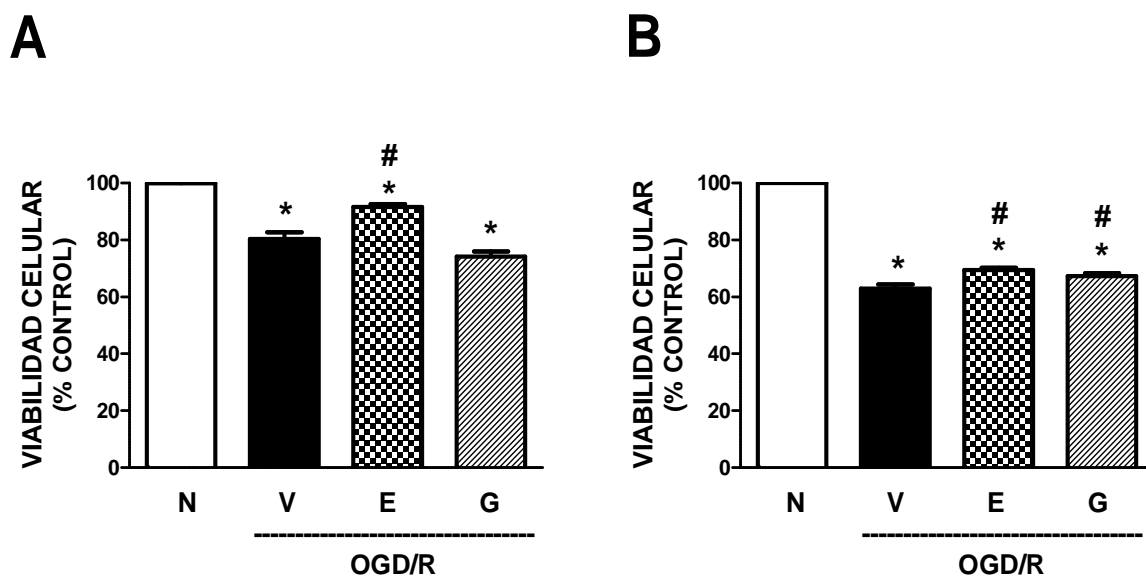 A
VIABILIDAD CELULAR
(% CONTROL)
100
80
60
40
20
0
*
#
*
*
N V E G
OGD/R
B
VIABILIDAD CELULAR
(% CONTROL)
100
80
60
40
20
0
*
#
*
#
*
N V E G
OGD/R